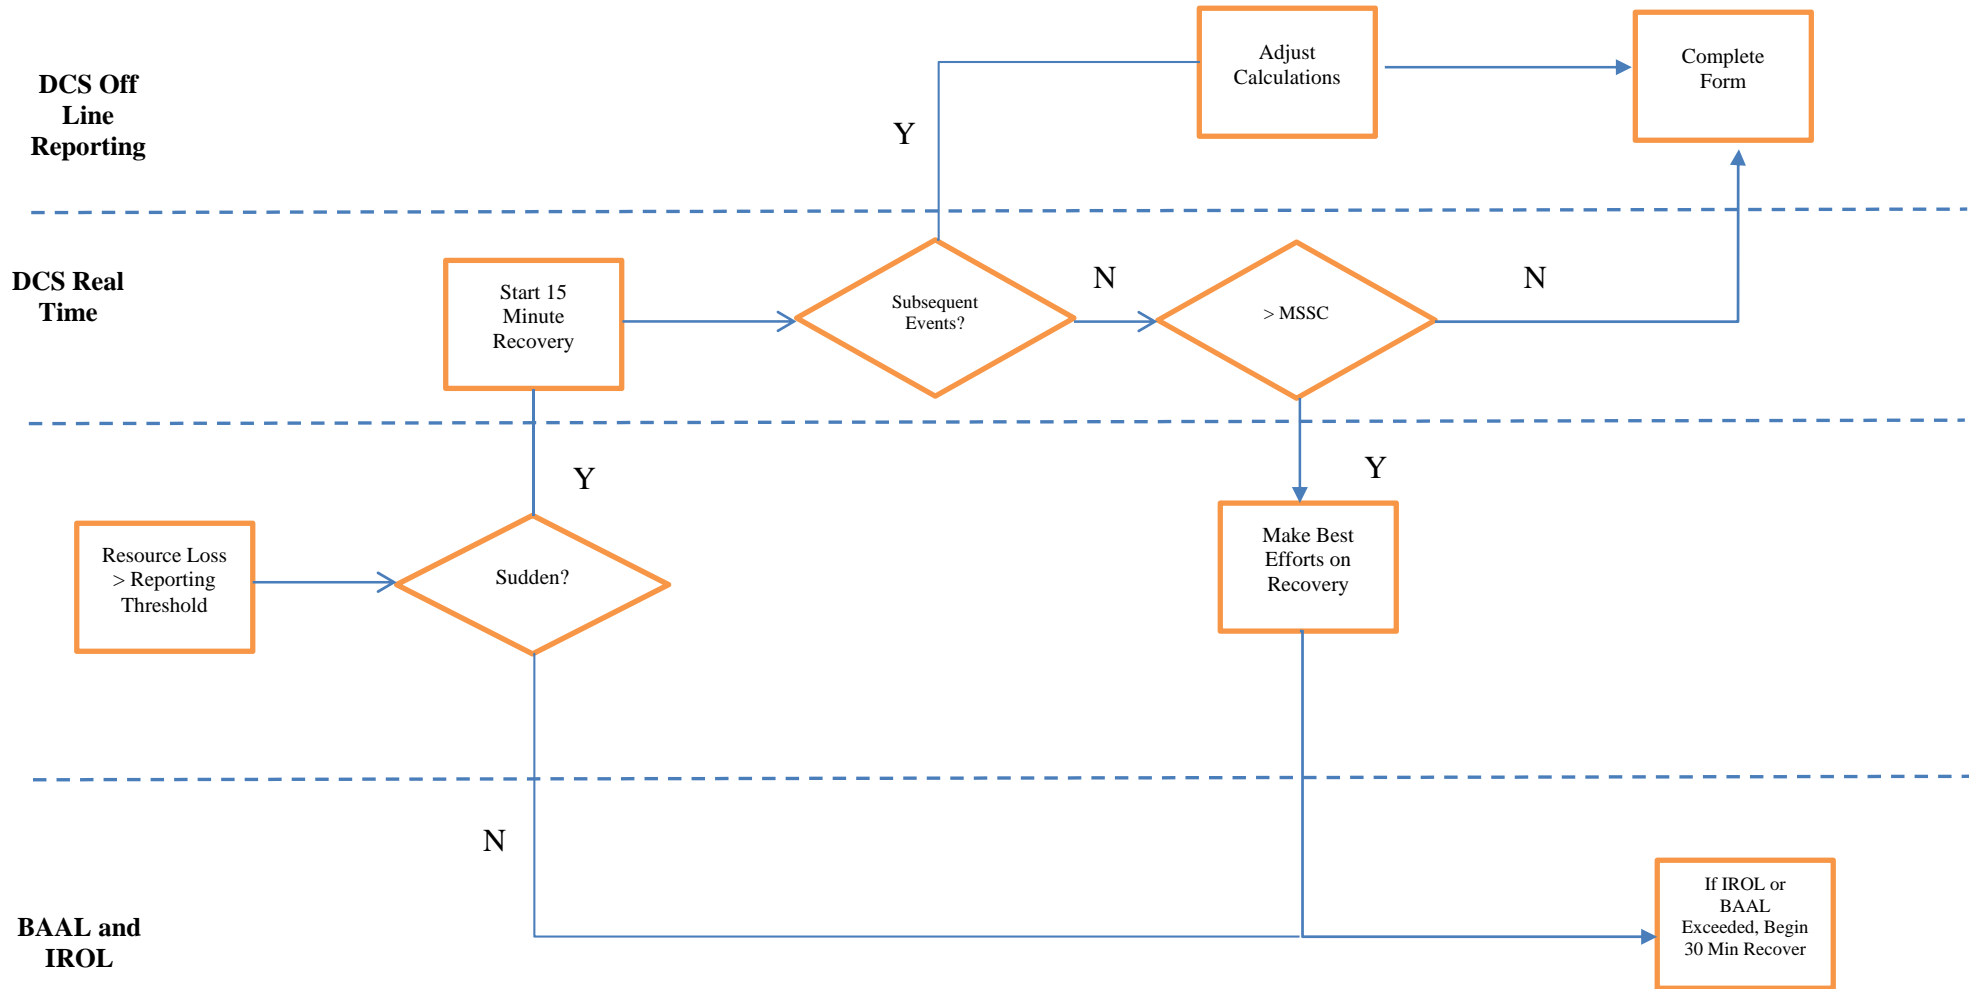 DCS Off
Line
Reporting
Y
Adjust
Calculations
Complete
Form
DCS Real
Time
Start 15
Minute
Recovery
Subsequent
Events?
N
> MSSC
N
Y
Y
Resource Loss
> Reporting
Threshold
Sudden?
Make Best
Efforts on
Recovery
N
BAAL and
IROL
If IROL or
BAAL
Exceeded, Begin
30 Min Recover